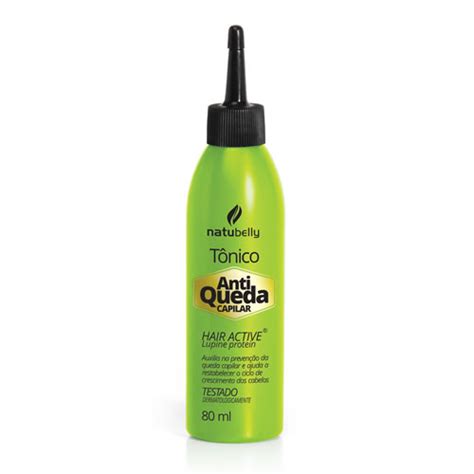 natubelly
Tônico
Anti
Queda
CAPILAR
HAIR ACTIVE®
Lupine protein
Auxilia na prevenção da
queda capilar e ajuda a
restabelecer o ciclo de
crescimento dos cabelos
TESTADO
DERMATOLOGICAMENTE
80 ml